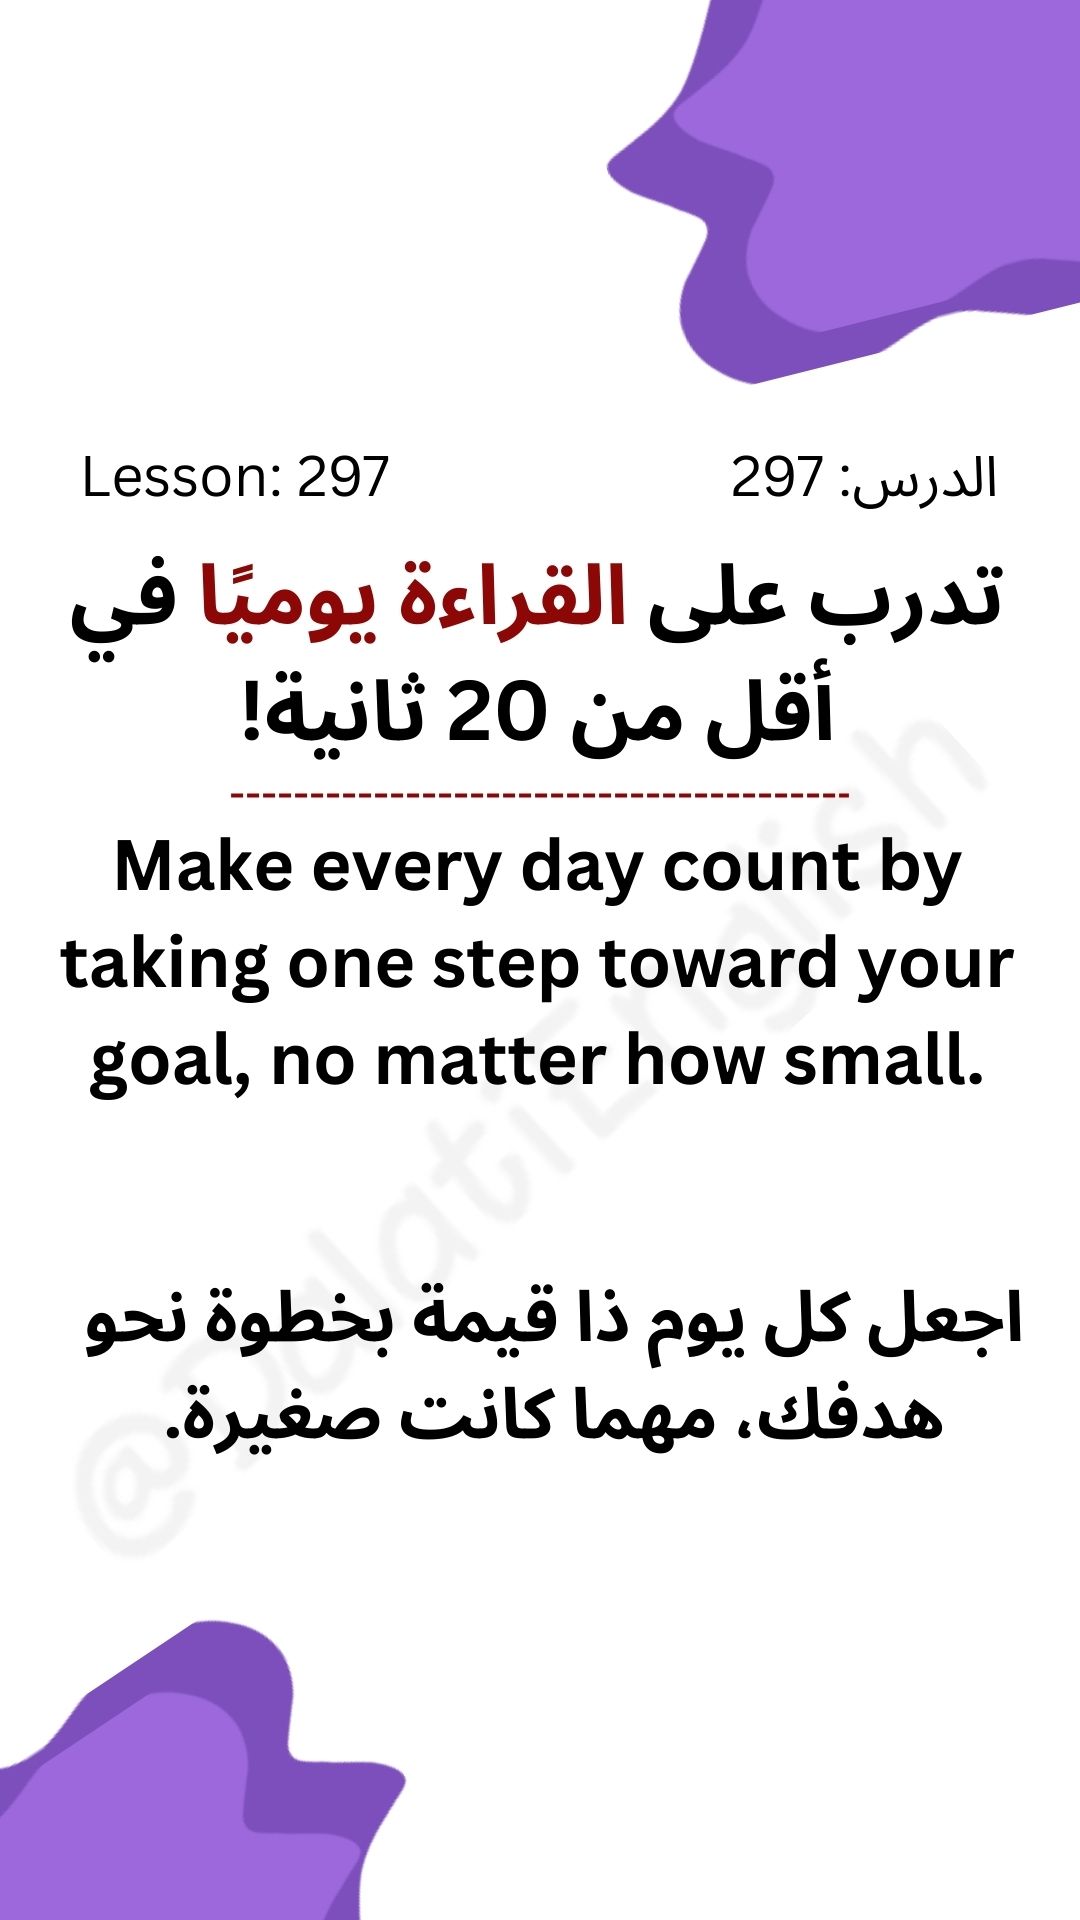 Lesson: 297
الدرس: 297
تدرب على القراءة يوميًا في
أقل من 20 ثانية!
--------------------------------------
Make every day count by
taking one step toward your
goal, no matter how small.
اجعل كل يوم ذا قيمة بخطوة نحو
هدفك، مهما كانت صغيرة.
@DalatiEnglish